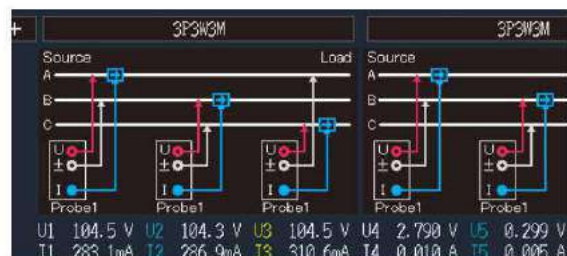 + 3P3W3M 3P3W3M
Source Load Source
A A
B B
C C
U U U U U
± ± ± ± ±
I I I I I
Probe1 Probe1 Probe1 Probe1 Probe1
U1 104.5 V U2 104.3 V U3 104.5 V U4 2.790 V U5 0.299 V
I1 283.1mA I2 286.9mA I3 310.6mA I4 0.010 A I5 0.005 A